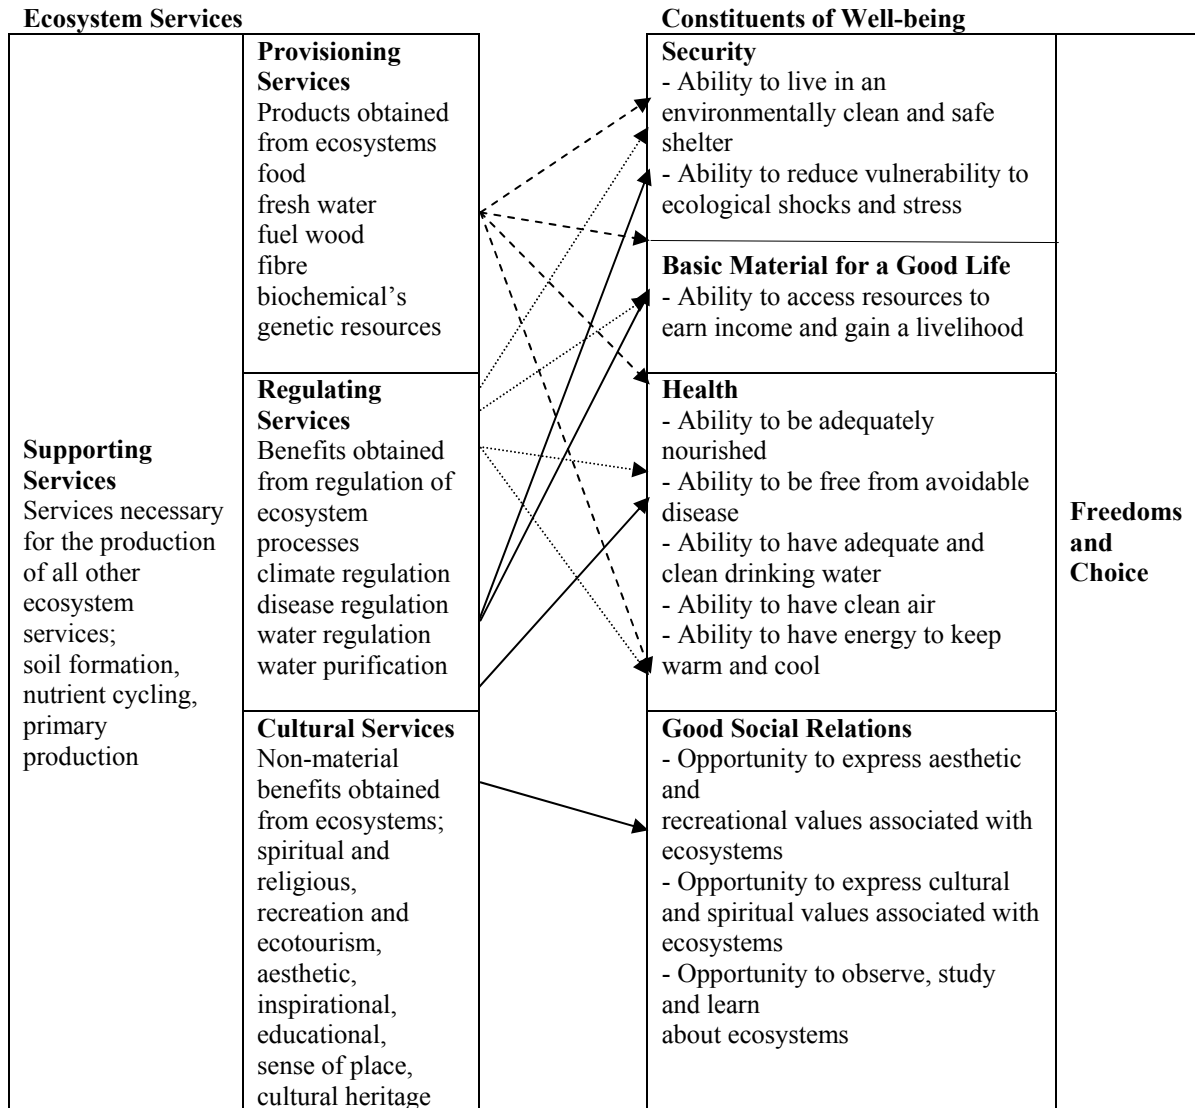 Ecosystem Services
Supporting
Services
Services necessary
for the production
of all other
ecosystem
services;
soil formation,
nutrient cycling,
primary
production
Provisioning
Services
Products obtained
from ecosystems
food
fresh water
fuel wood
fibre
biochemical’s
genetic resources
Regulating
Services
Benefits obtained
from regulation of
ecosystem
processes
climate regulation
disease regulation
water regulation
water purification
Cultural Services
Non-material
benefits obtained
from ecosystems;
spiritual and
religious,
recreation and
ecotourism,
aesthetic,
inspirational,
educational,
sense of place,
cultural heritage
Constituents of Well-being
Security
- Ability to live in an
environmentally clean and safe
shelter
- Ability to reduce vulnerability to
ecological shocks and stress
Basic Material for a Good Life
- Ability to access resources to
earn income and gain a livelihood
Health
- Ability to be adequately
nourished
- Ability to be free from avoidable
disease
- Ability to have adequate and
clean drinking water
- Ability to have clean air
- Ability to have energy to keep
warm and cool
Good Social Relations
- Opportunity to express aesthetic
and
recreational values associated with
ecosystems
- Opportunity to express cultural
and spiritual values associated with
ecosystems
- Opportunity to observe, study
and learn
about ecosystems
Freedoms
and
Choice